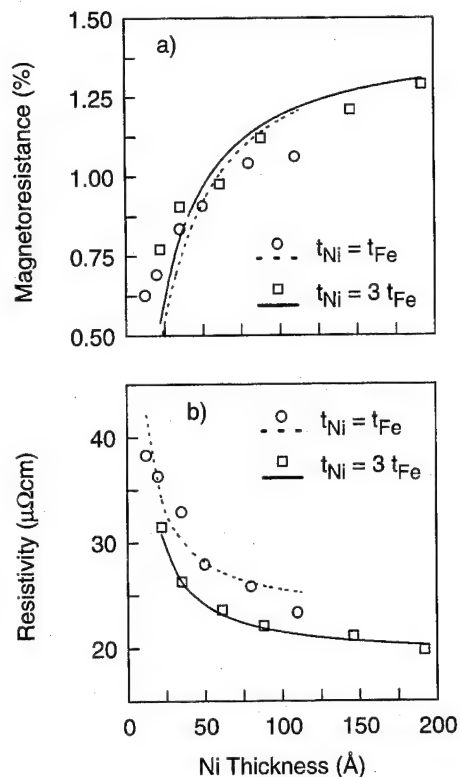 a)
Magnetoresistance (%)
1.50
1.25
1.00
0.75
0.50
t_Ni = t_Fe
t_Ni = 3 t_Fe
b)
Resistivity (μΩcm)
40
30
20
t_Ni = t_Fe
t_Ni = 3 t_Fe
0 50 100 150 200
Ni Thickness (Å)